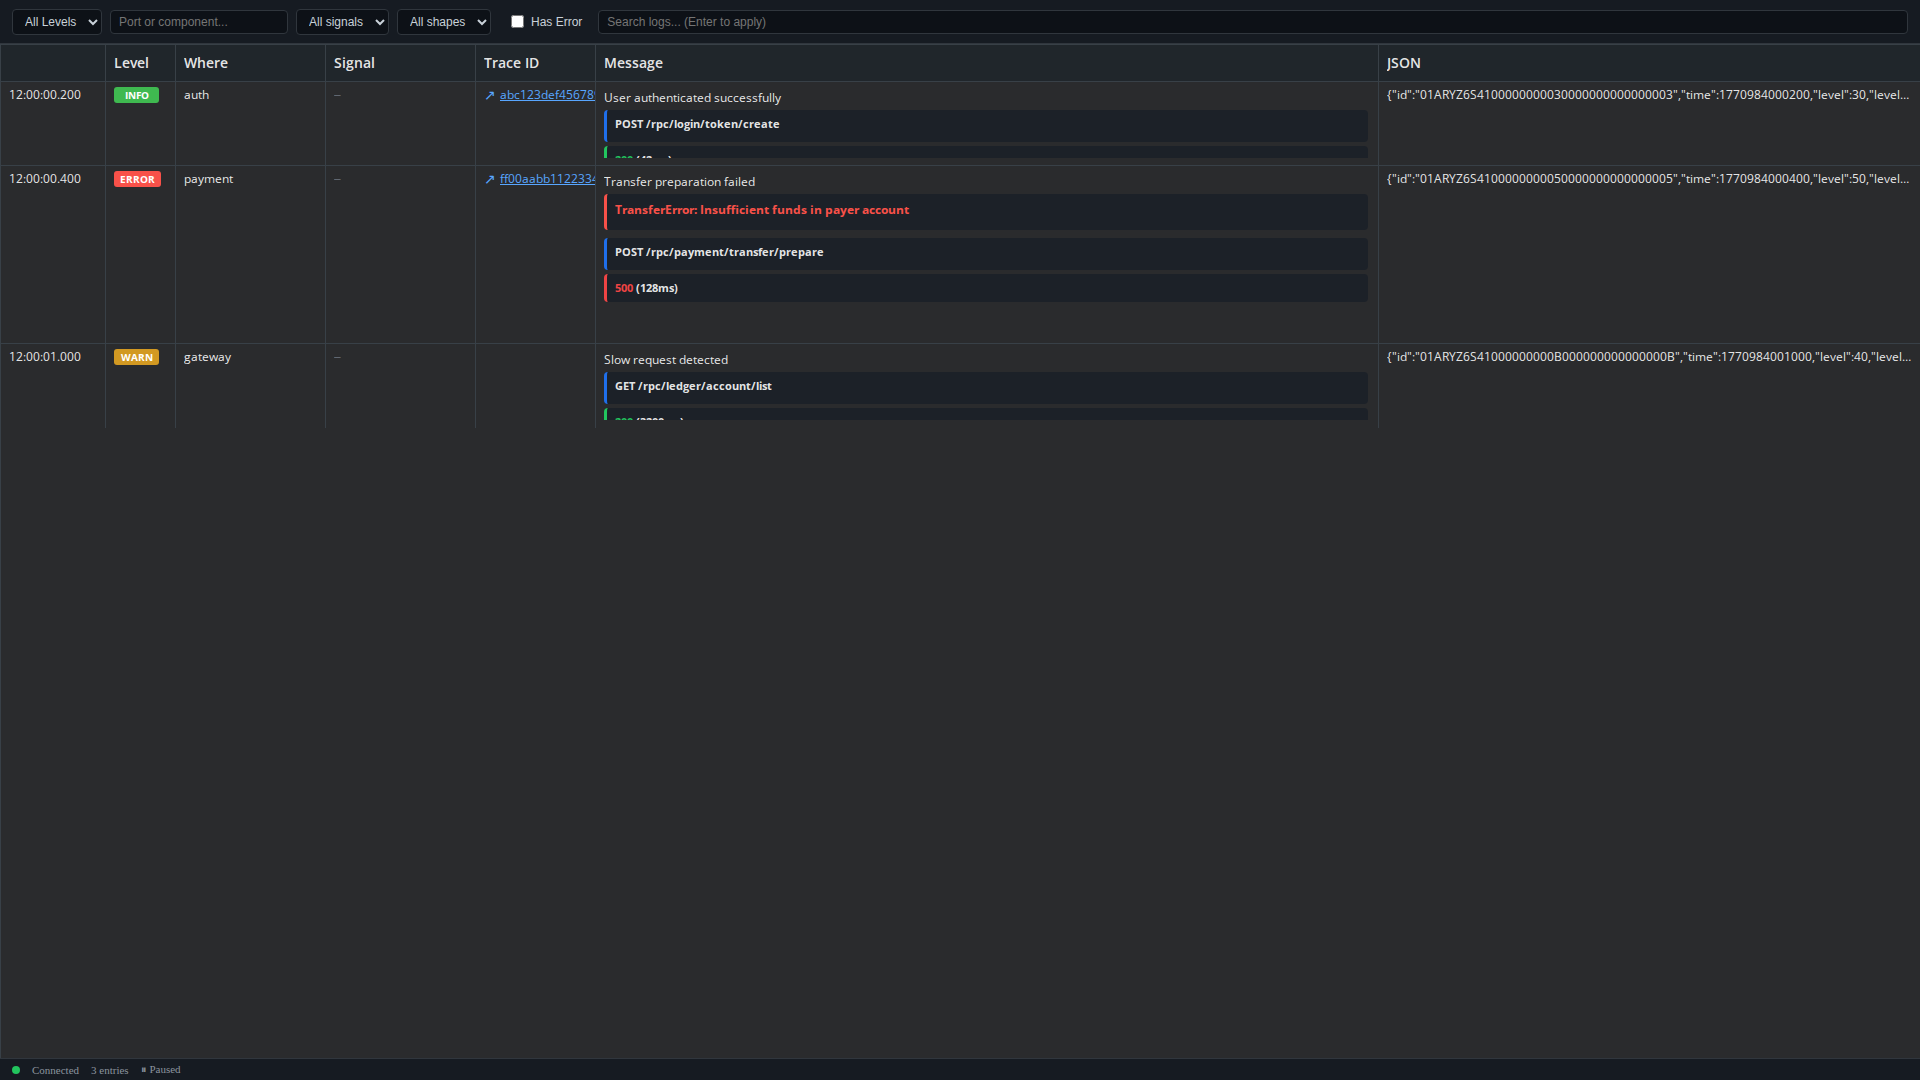 All Levels Port or component... All signals All shapes Has Error Search logs... (Enter to apply)
Level Where Signal Trace ID Message JSON
12:00:00.200 INFO auth – ↗ User authenticated successfully {"id":"01ARYZ6S4100000000030000000000000003","time":1770984000200,"level":30,"level...
POST /rpc/login/token/create
12:00:00.400 ERROR payment – ↗ Transfer preparation failed {"id":"01ARYZ6S4100000000050000000000000005","time":1770984000400,"level":50,"level...
TransferError: Insufficient funds in payer account
POST /rpc/payment/transfer/prepare
500 (128ms)
12:00:01.000 WARN gateway – Slow request detected {"id":"01ARYZ6S41000000000B000000000000000B","time":1770984001000,"level":40,"level...
GET /rpc/ledger/account/list
Connected 3 entries Paused